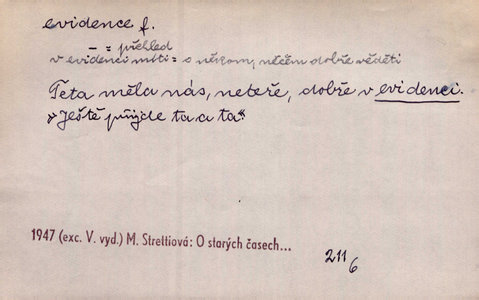 evidence f.
— = přehled
v evidenci míti = o někom, něčem dobře věděti
Teta měla nás, neteře, dobře v evidenci.
„Ještě přijde ta a ta“
1947 (exc. V. vyd.) M. Strettiová: O starých časech...
211
6